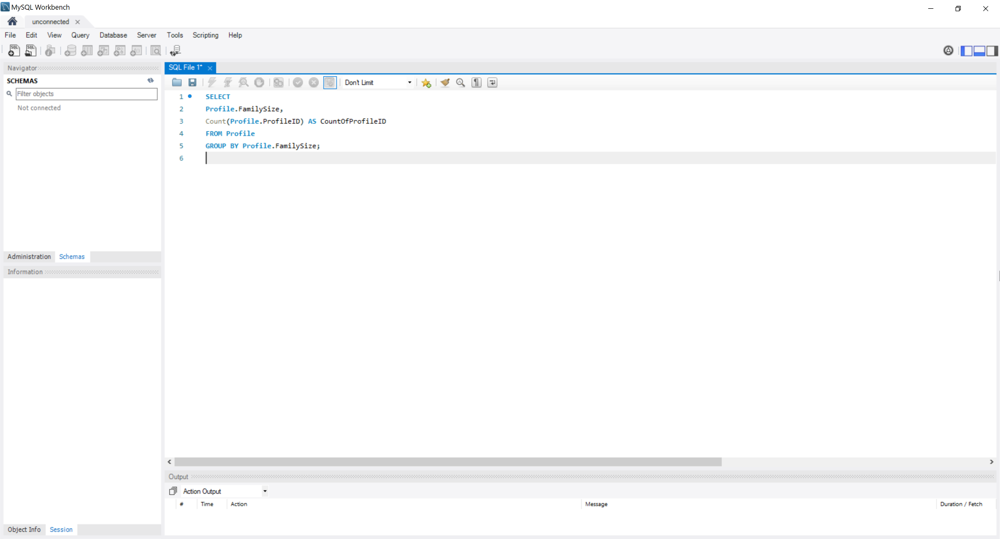 MySQL Workbench
unconnected
File Edit View Query Database Server Tools Scripting Help
SQL SQL
Navigator
SCHEMAS
Filter objects
Not connected
Administration Schemas
Information
Object Info Session
SQL File 1*
Don't Limit
1 SELECT
2 Profile.FamilySize,
3 Count(Profile.ProfileID) AS CountOfProfileID
4 FROM Profile
5 GROUP BY Profile.FamilySize;
6
Output
Action Output
# Time Action Message Duration / Fetch